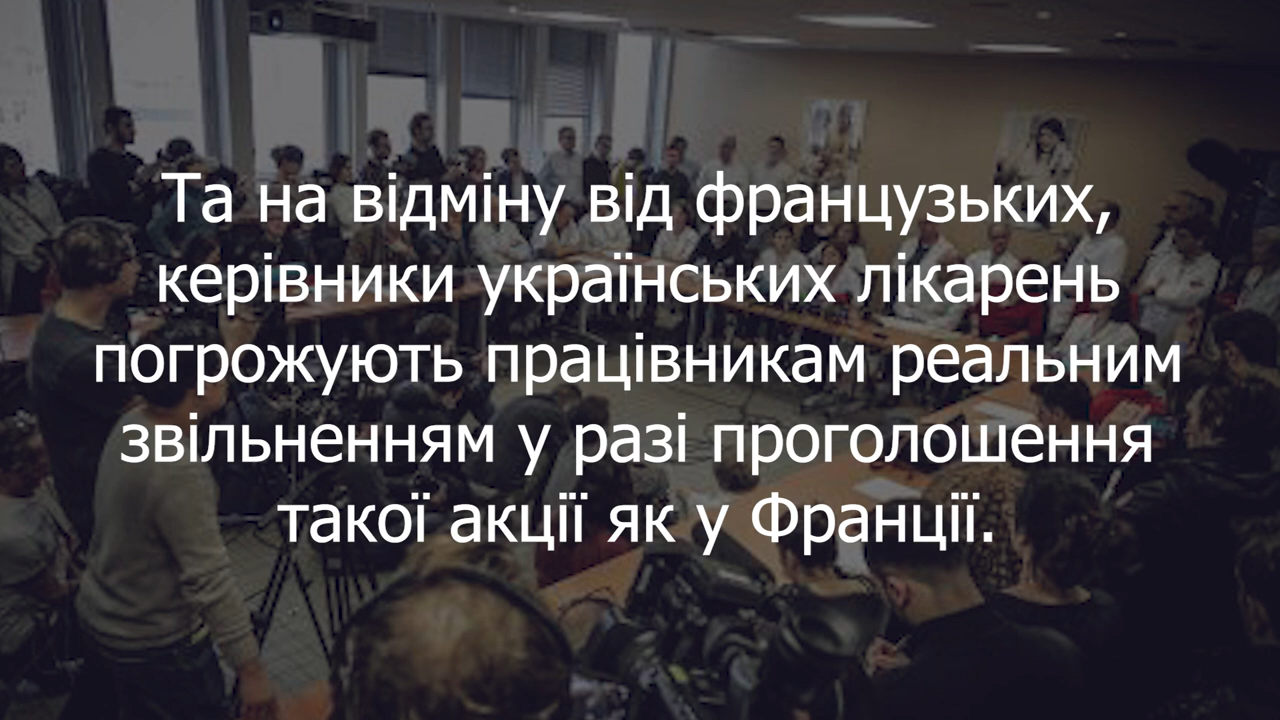 Та на відміну від французьких,
керівники українських лікарень
погрожують працівникам реальним
звільненням у разі проголошення
такої акції як у Франції.